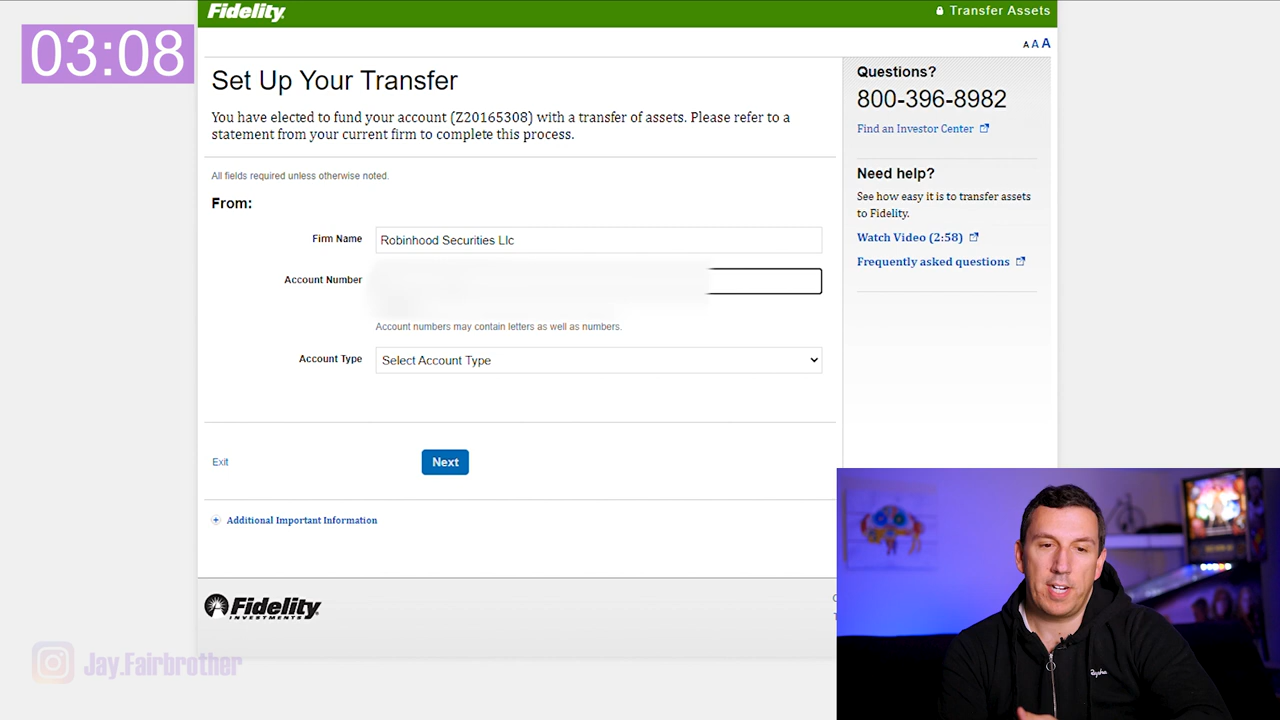 03:08
Fidelity
Transfer Assets
A A A
Set Up Your Transfer
You have elected to fund your account (Z20165308) with a transfer of assets. Please refer to a
statement from your current firm to complete this process.
All fields required unless otherwise noted.
From:
Firm Name
Robinhood Securities Llc
Account Number
Account numbers may contain letters as well as numbers.
Account Type
Select Account Type
Exit
Next
Additional Important Information
Questions?
800-396-8982
Find an Investor Center
Need help?
See how easy it is to transfer assets
to Fidelity.
Watch Video (2:58)
Frequently asked questions
Fidelity
INVESTMENTS
Jay.Fairbrother